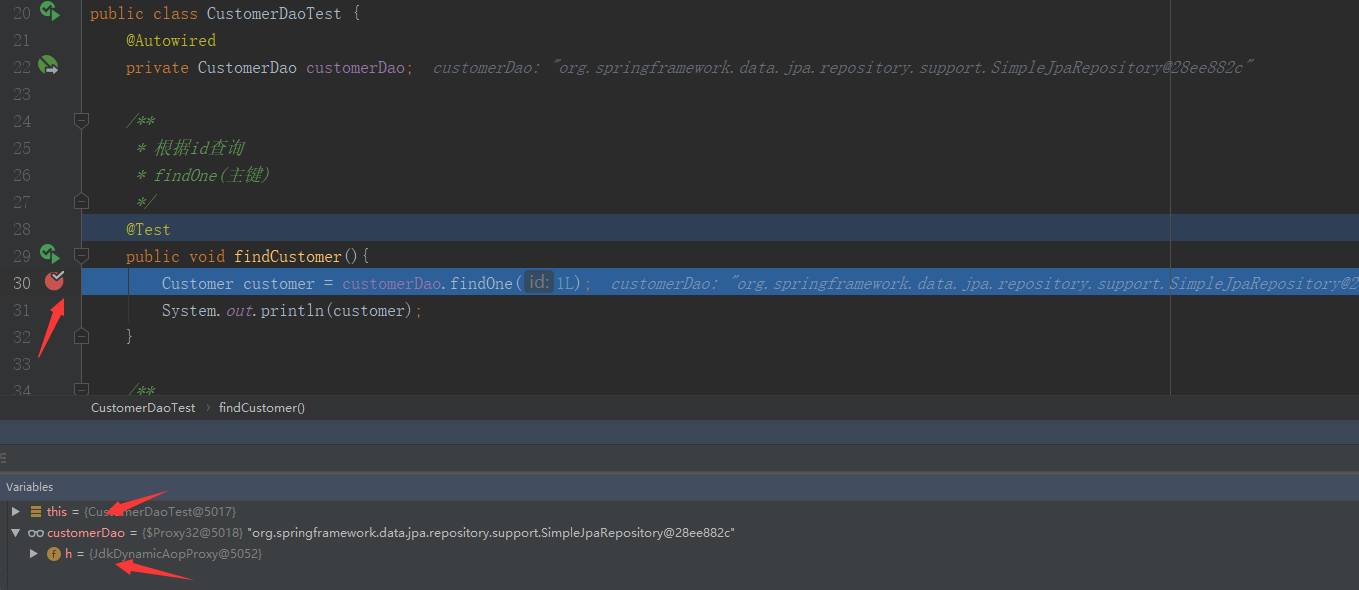 20 public class CustomerDaoTest {
21 @Autowired
22 private CustomerDao customerDao; customerDao: "org.springframework.data.jpa.repository.support.SimpleJpaRepository@28ee882c"
23
24 /**
25 * 根据id查询
26 * findOne(主键)
27 */
28 @Test
29 public void findCustomer(){
30 Customer customer = customerDao.findOne( id: 1L); customerDao: "org.springframework.data.jpa.repository.support.SimpleJpaRepository@2
31 System.out.println(customer);
32 }
33
34 /**
CustomerDaoTest › findCustomer()
Variables
this = {CustomerDaoTest@5017}
customerDao = {$Proxy32@5018} "org.springframework.data.jpa.repository.support.SimpleJpaRepository@28ee882c"
f h = {JdkDynamicAopProxy@5052}